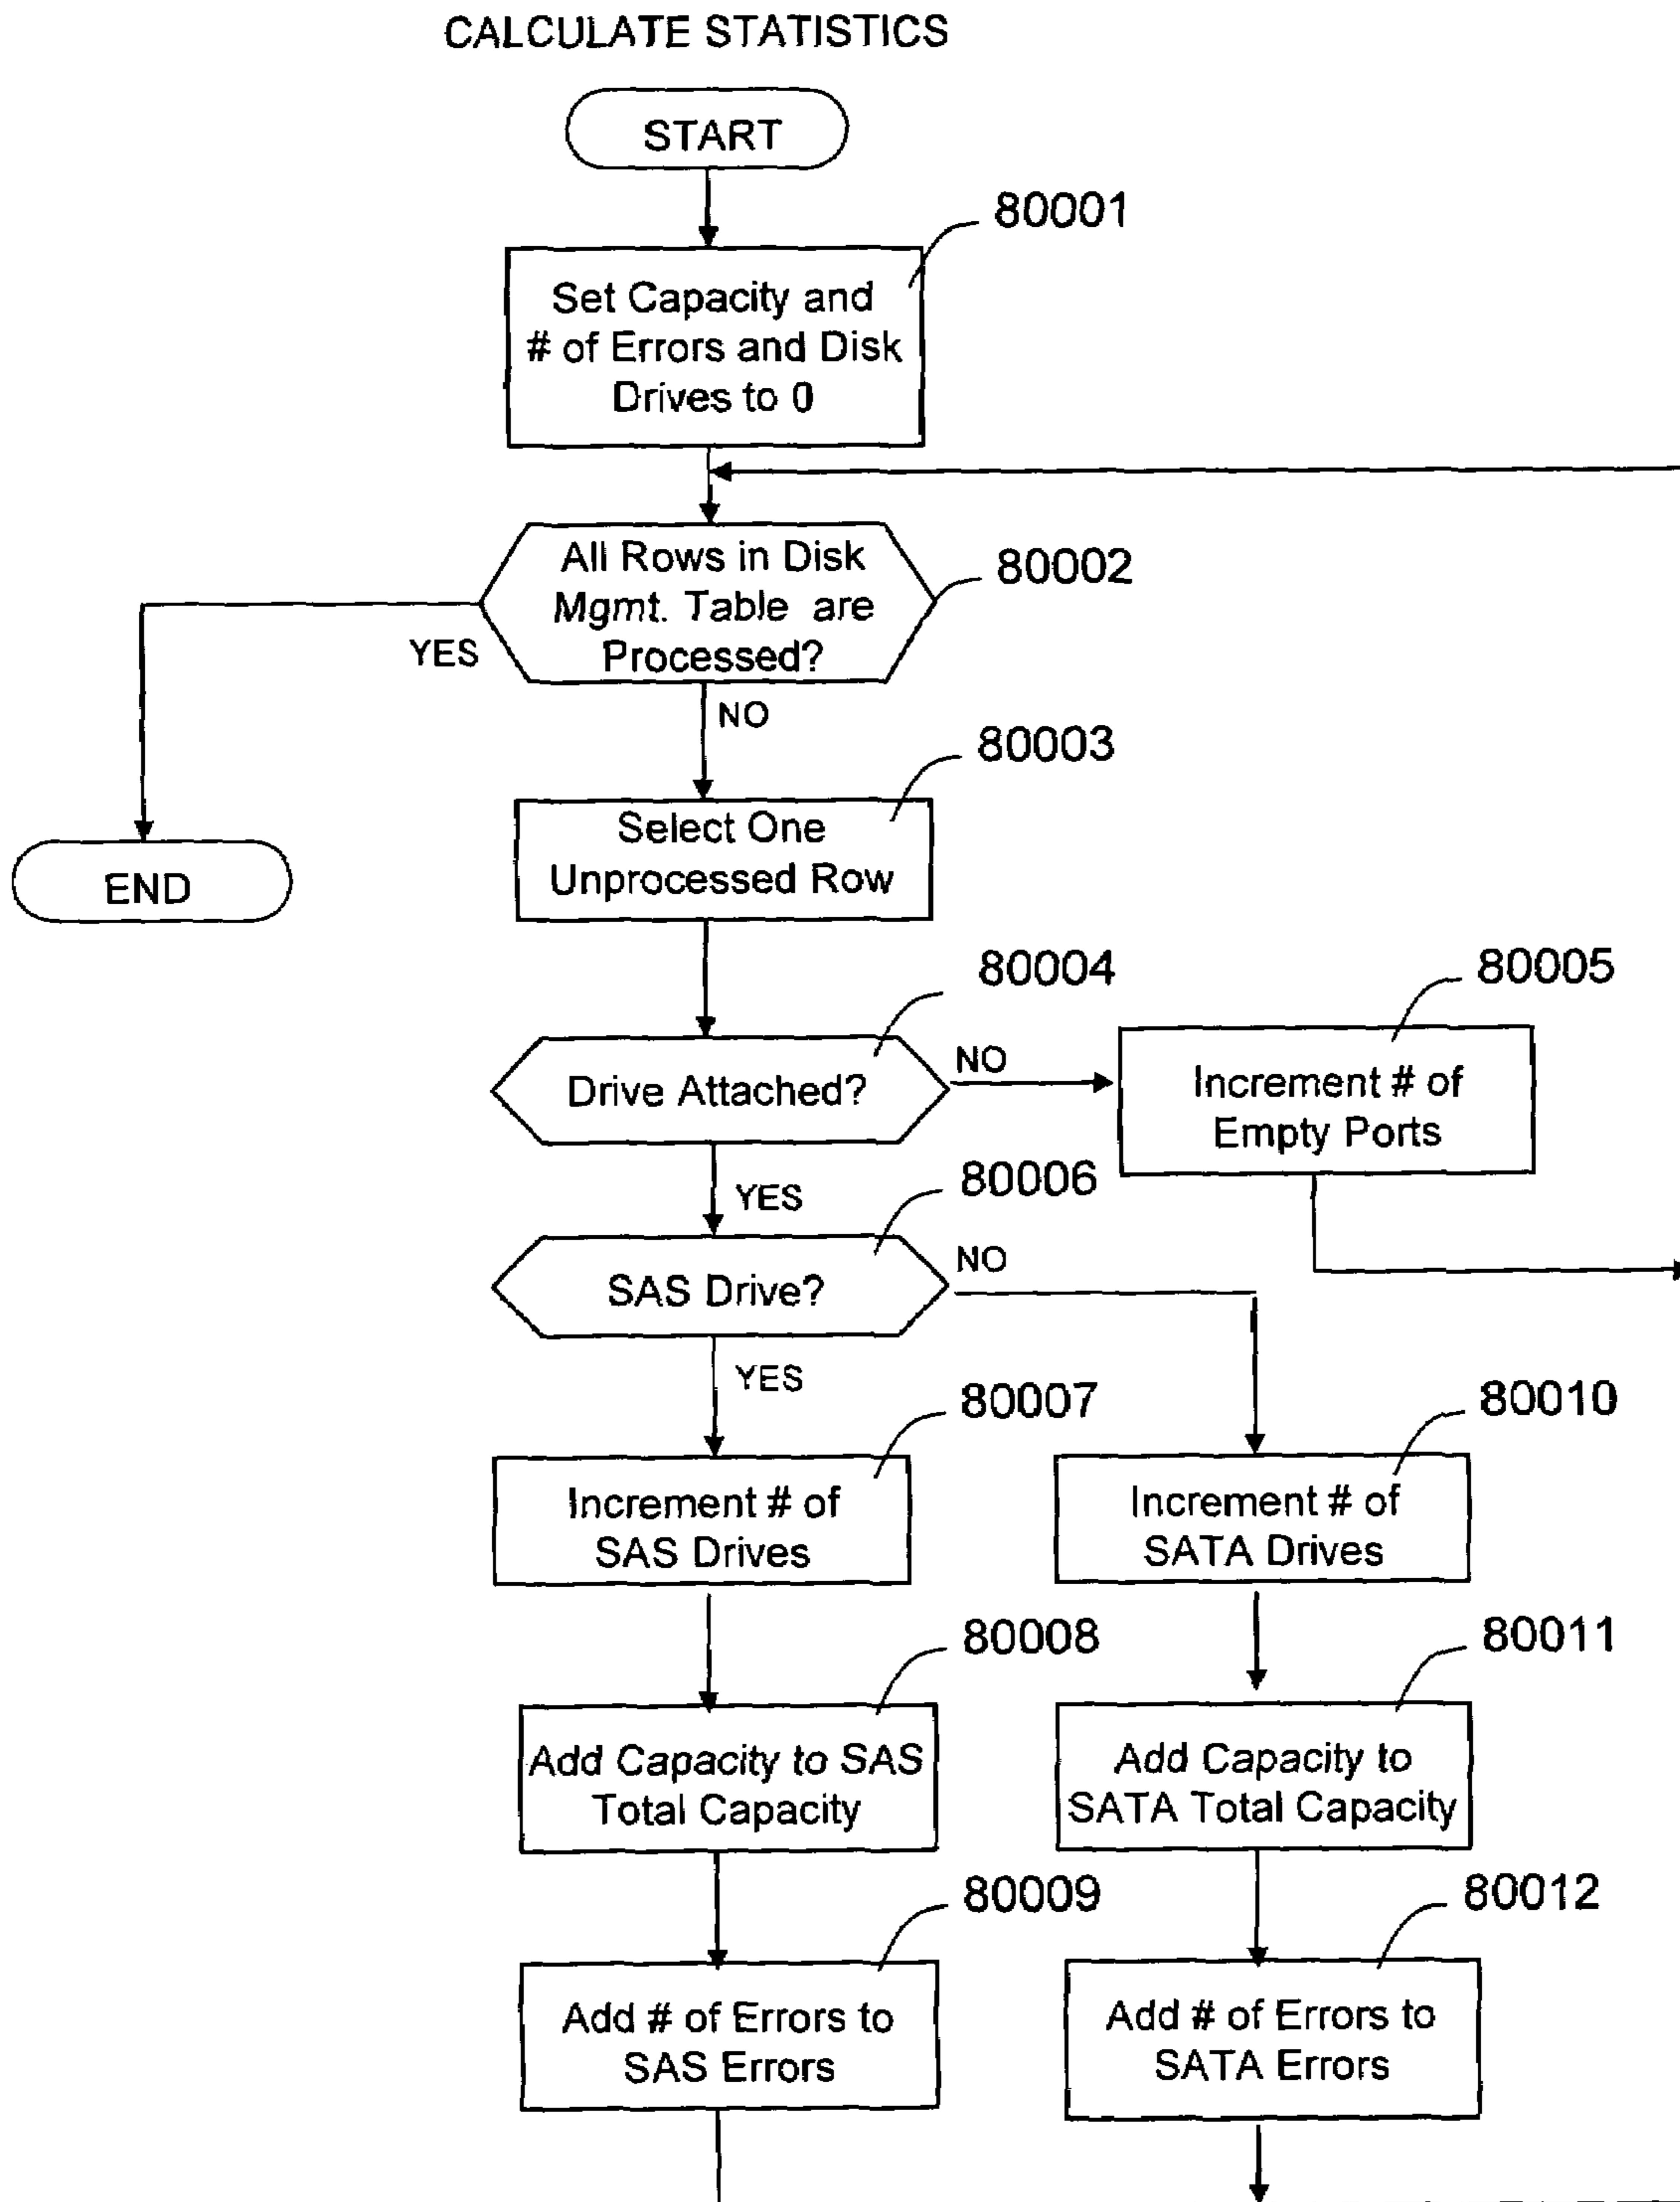 CALCULATE STATISTICS
START
80001
Set Capacity and
# of Errors and Disk
Drives to 0
80002
All Rows in Disk
Mgmt. Table are
Processed?
YES
NO
80003
Select One
Unprocessed Row
END
80004
80005
Drive Attached?
NO
Increment # of
Empty Ports
YES
80006
SAS Drive?
NO
YES
80007
80010
Increment # of
SAS Drives
Increment # of
SATA Drives
80008
80011
Add Capacity to SAS
Total Capacity
Add Capacity to
SATA Total Capacity
80009
80012
Add # of Errors to
SAS Errors
Add # of Errors to
SATA Errors